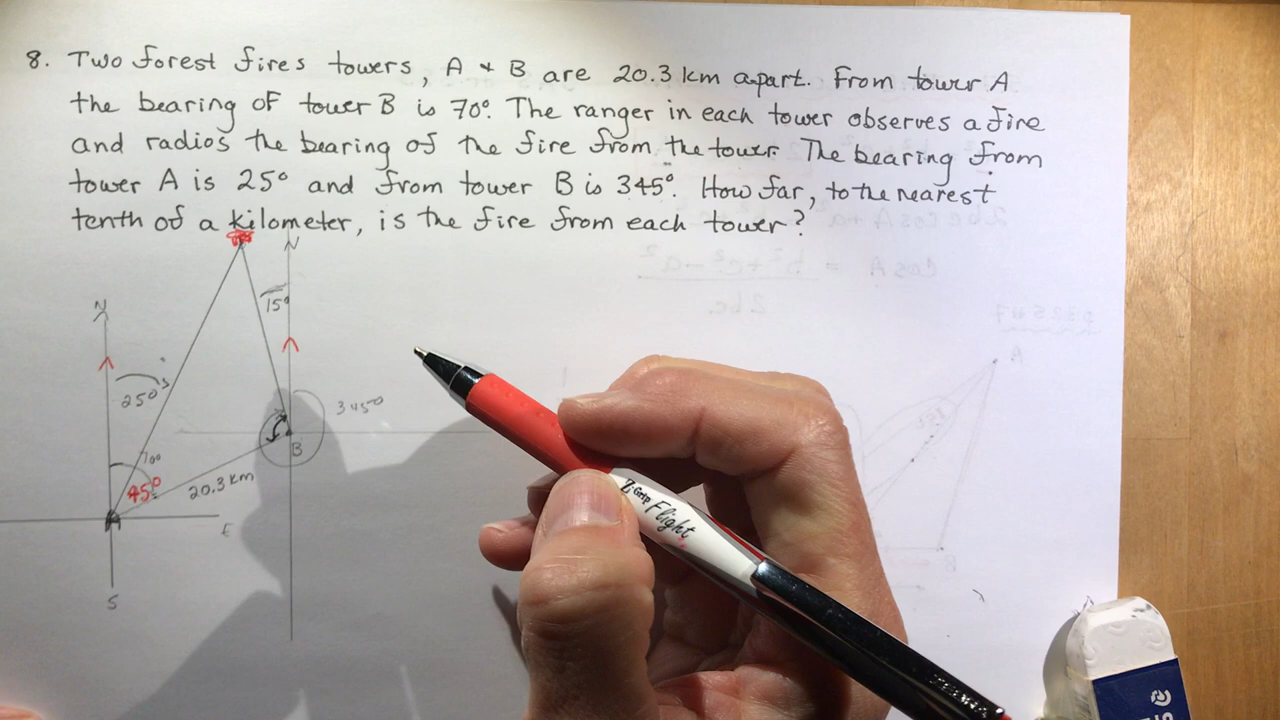 8. Two forest fires towers, A + B are 20.3 km apart. From tower A
the bearing of tower B is 70°. The ranger in each tower observes a fire
and radio's the bearing of the fire from the tower. The bearing from
tower A is 25° and from tower B is 345°. How far, to the nearest
tenth of a kilometer, is the fire from each tower?
N
N
15°
25°
345°
B
70°
45°
20.3 km
A
E
S
Z-Grip Flight